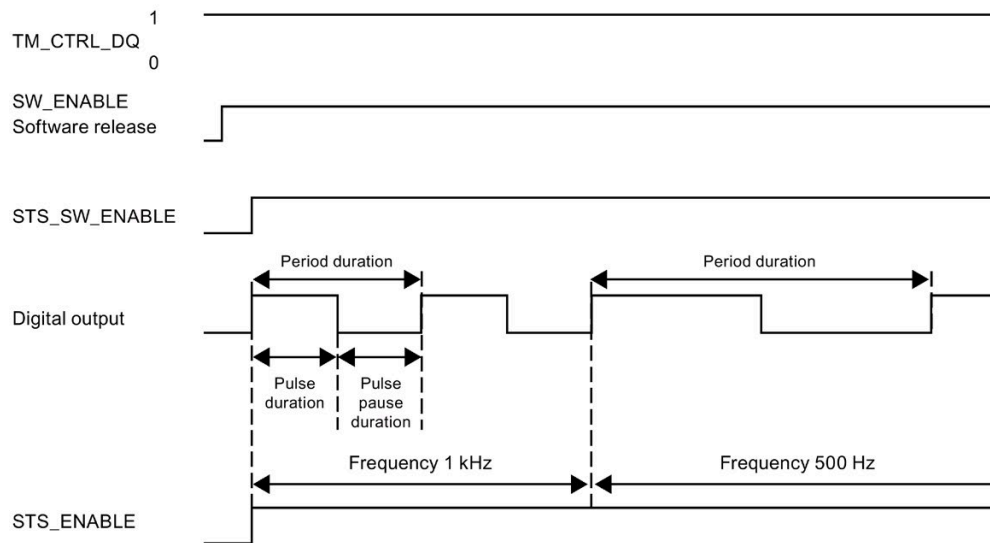 1
TM_CTRL_DQ
0
SW_ENABLE
Software release
STS_SW_ENABLE
Period duration
Period duration
Digital output
Pulse
duration
Pulse
pause
duration
Frequency 1 kHz
Frequency 500 Hz
STS_ENABLE